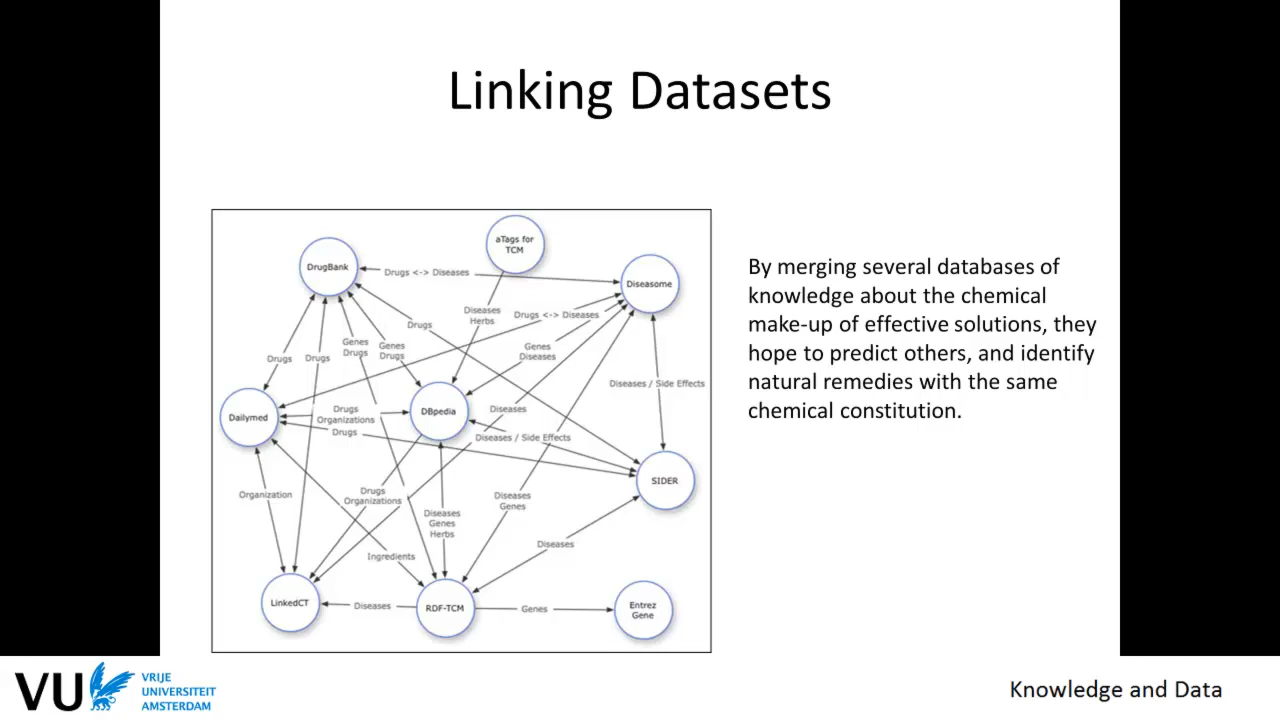 Linking Datasets
aTags for
TCM
DrugBank
Drugs <-> Diseases
Diseasome
Diseases
Herbs
Drugs <-> Diseases
Drugs
Genes
Drugs
Genes
Drugs
Genes
Diseases
Drugs
Drugs
Diseases / Side Effects
Dailymed
Drugs
Organizations
Drugs
DBpedia
Diseases
Diseases / Side Effects
SIDER
Organization
Drugs
Organizations
Diseases
Genes
Diseases
Genes
Herbs
Diseases
Ingredients
LinkedCT
Diseases
RDF-TCM
Genes
Entrez
Gene
By merging several databases of
knowledge about the chemical
make-up of effective solutions, they
hope to predict others, and identify
natural remedies with the same
chemical constitution.
VU
VRIJE
UNIVERSITEIT
AMSTERDAM
Knowledge and Data